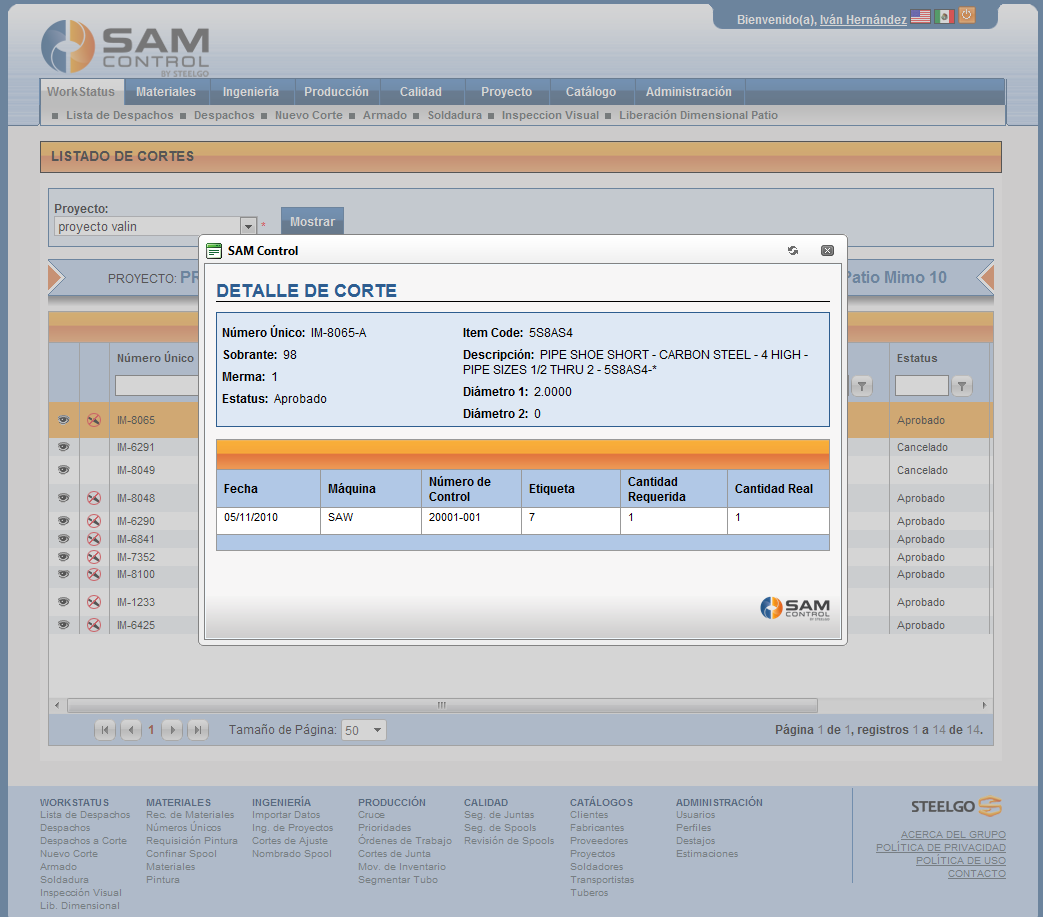 Bienvenido(a), Iván Hernández
SAM
CONTROL
BY STEELGO
WorkStatus Materiales Ingeniería Producción Calidad Proyecto Catálogo Administración
Lista de Despachos Despachos Nuevo Corte Armado Soldadura Inspeccion Visual Liberación Dimensional Patio
LISTADO DE CORTES
Proyecto:
proyecto valin * Mostrar
SAM Control
PROYECTO: PR Patio Mimo 10
DETALLE DE CORTE
Número Único: IM-8065-A
Sobrante: 98
Merma: 1
Estatus: Aprobado
Item Code: 5S8AS4
Descripción: PIPE SHOE SHORT - CARBON STEEL - 4 HIGH -
PIPE SIZES 1/2 THRU 2 - 5S8AS4-*
Diámetro 1: 2.0000
Diámetro 2: 0
Fecha Máquina Número de Control Etiqueta Cantidad Requerida Cantidad Real
05/11/2010 SAW 20001-001 7 1 1
SAM
CONTROL
Número Único Estatus
IM-8065 Aprobado
IM-6291 Cancelado
IM-8049 Cancelado
IM-8048 Aprobado
IM-6290 Aprobado
IM-6841 Aprobado
IM-7352 Aprobado
IM-8100 Aprobado
IM-1233 Aprobado
IM-6425 Aprobado
1 Tamaño de Página: 50 Página 1 de 1, registros 1 a 14 de 14.
WORKSTATUS
Lista de Despachos
Despachos
Despachos a Corte
Nuevo Corte
Armado
Soldadura
Inspección Visual
Lib. Dimensional
MATERIALES
Rec. de Materiales
Números Únicos
Requisición Pintura
Confinar Spool
Materiales
Pintura
INGENIERÍA
Importar Datos
Ing. de Proyectos
Cortes de Ajuste
Nombrado Spool
PRODUCCIÓN
Cruce
Prioridades
Órdenes de Trabajo
Cortes de Junta
Mov. de Inventario
Segmentar Tubo
CALIDAD
Seg. de Juntas
Seg. de Spools
Revisión de Spools
CATÁLOGOS
Clientes
Fabricantes
Proveedores
Proyectos
Soldadores
Transportistas
Tuberos
ADMINISTRACIÓN
Usuarios
Perfiles
Destajos
Estimaciones
STEELGO
ACERCA DEL GRUPO
POLÍTICA DE PRIVACIDAD
POLÍTICA DE USO
CONTACTO